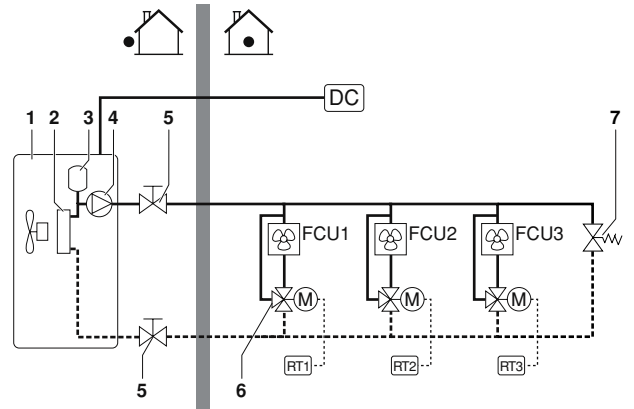 DC
1 2 3 4 5 7
FCU1 FCU2 FCU3
M M M
RT1 RT2 RT3
5 6